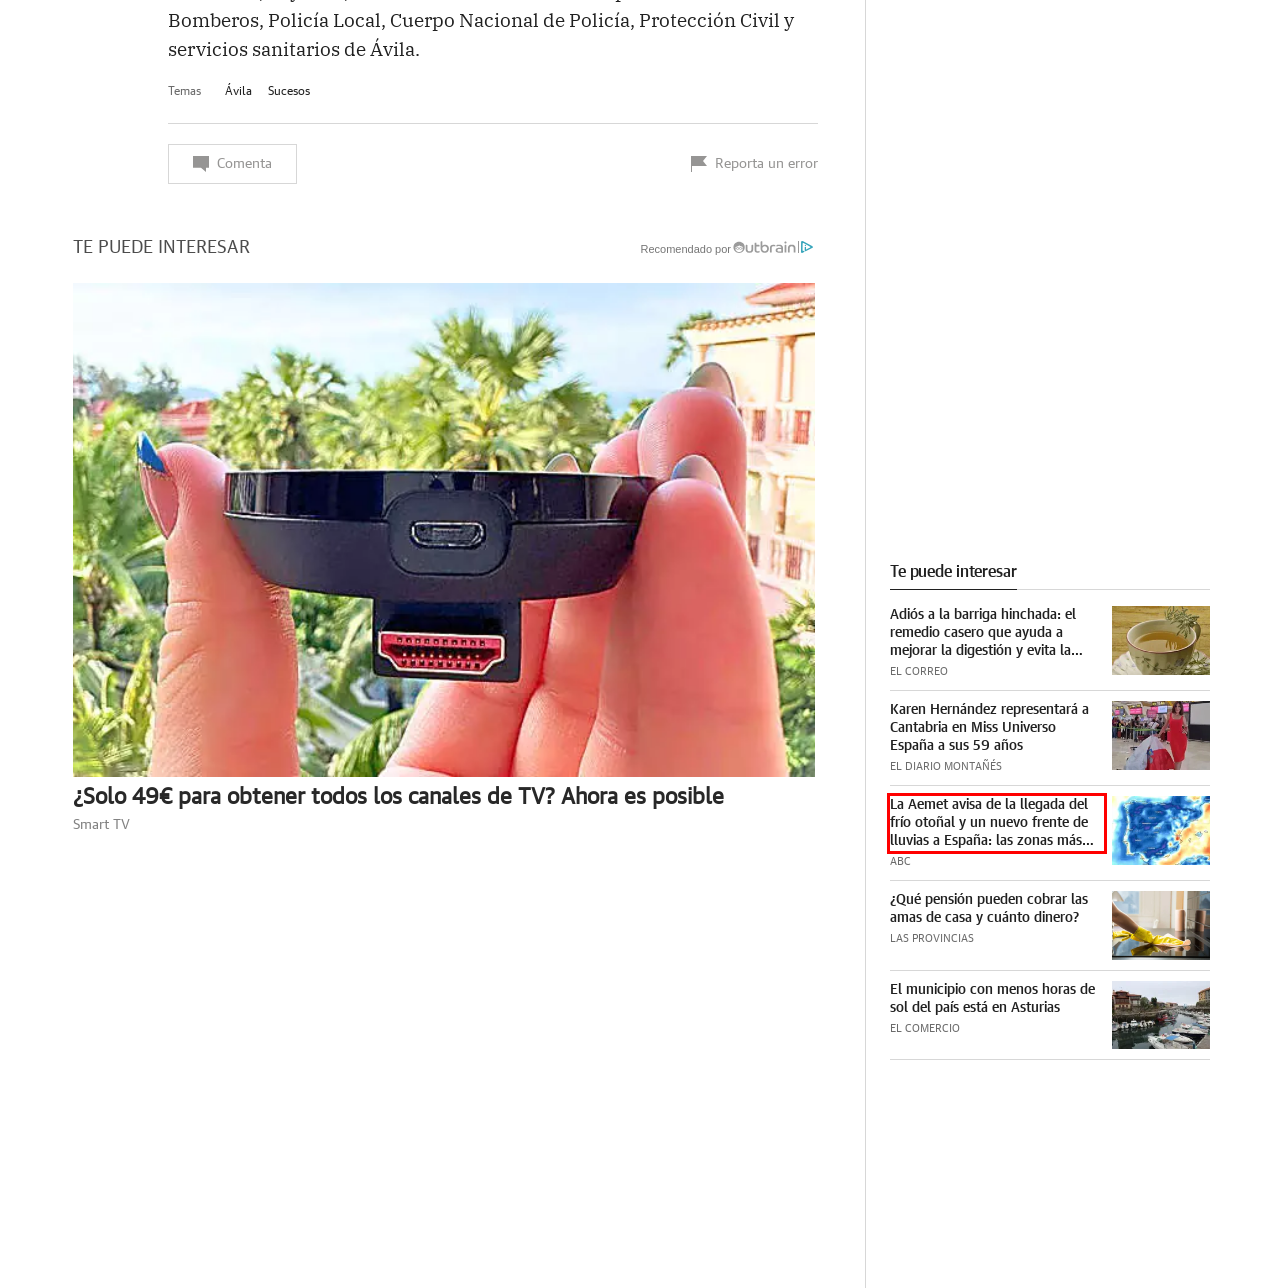 Bomberos, Policía Local, Cuerpo Nacional de Policía, Protección Civil y
servicios sanitarios de Ávila.
Temas Ávila Sucesos
Comenta
Reporta un error
TE PUEDE INTERESAR
Recomendado por Outbrain
¿Solo 49€ para obtener todos los canales de TV? Ahora es posible
Smart TV
Te puede interesar
Adiós a la barriga hinchada: el
remedio casero que ayuda a
mejorar la digestión y evita la...
EL CORREO
Karen Hernández representará a
Cantabria en Miss Universo
España a sus 59 años
EL DIARIO MONTAÑÉS
La Aemet avisa de la llegada del
frío otoñal y un nuevo frente de
lluvias a España: las zonas más...
ABC
¿Qué pensión pueden cobrar las
amas de casa y cuánto dinero?
LAS PROVINCIAS
El municipio con menos horas de
sol del país está en Asturias
EL COMERCIO